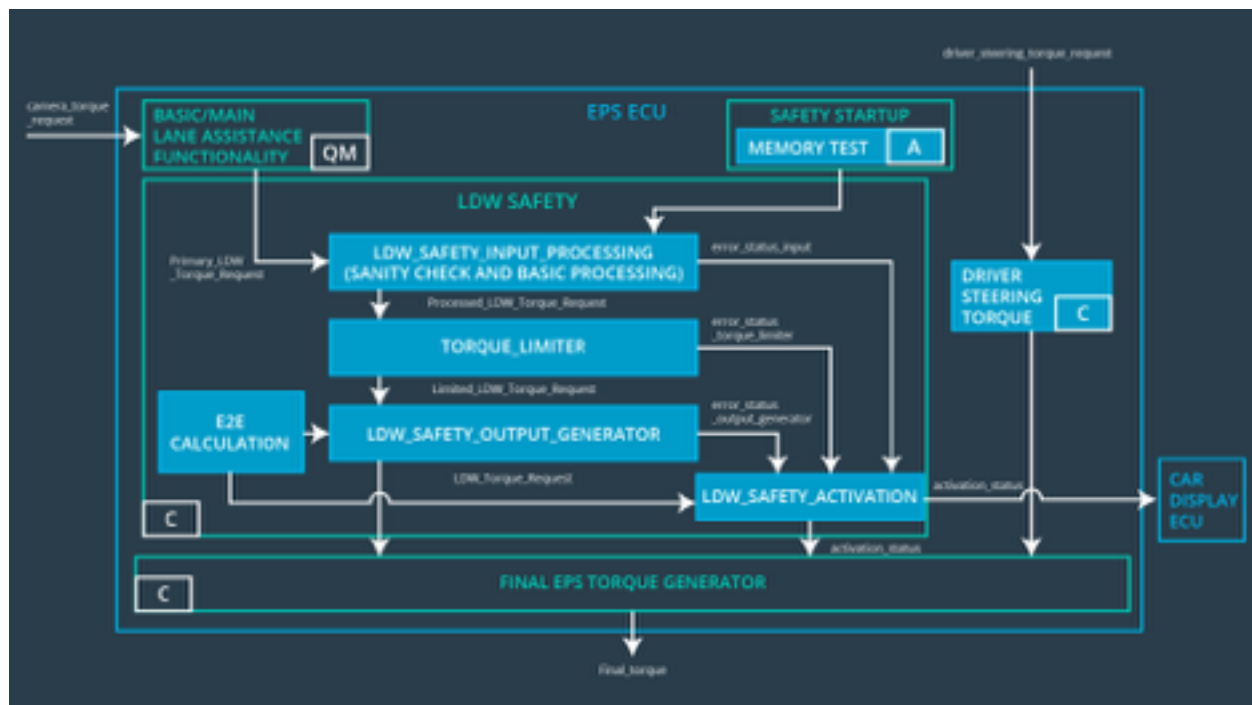 driver_steering_torque_request
camera_torque
_request
BASIC/MAIN
LANE ASSISTANCE
FUNCTIONALITY
QM
EPS ECU
SAFETY STARTUP
MEMORY TEST
A
LDW SAFETY
Primary_LDW
_Torque_Request
LDW_SAFETY_INPUT_PROCESSING
(SANITY CHECK AND BASIC PROCESSING)
error_status_input
DRIVER
STEERING
TORQUE
C
Processed_LDW_Torque_Request
TORQUE_LIMITER
error_status
_torque_limiter
Limited_LDW_Torque_Request
E2E
CALCULATION
LDW_SAFETY_OUTPUT_GENERATOR
error_status
_output_generator
LDW_Torque_Request
LDW_SAFETY_ACTIVATION
activation_status
CAR
DISPLAY
ECU
C
activation_status
C
FINAL EPS TORQUE GENERATOR
Final_torque